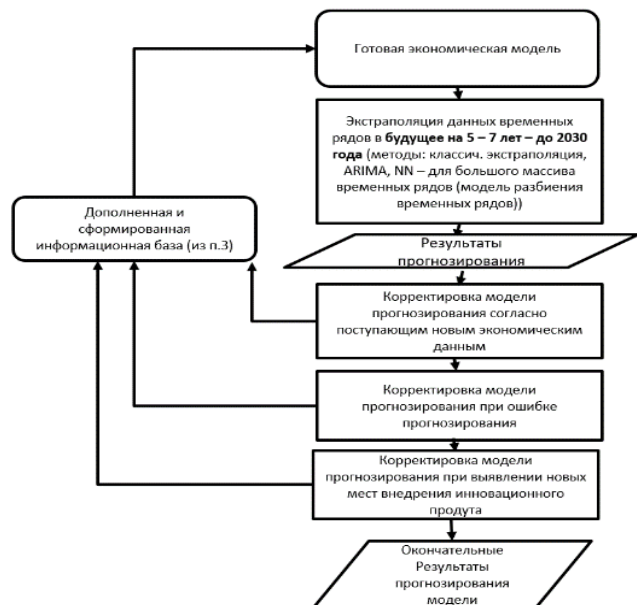 Готовая экономическая модель
Экстраполяция данных временных
рядов в будущее на 5 – 7 лет – до 2030
года (методы: классич. экстраполяция,
ARIMA, NN – для большого массива
временных рядов (модель разбиения
временных рядов))
Дополненная и
сформированная
информационная база (из п.3)
Результаты
прогнозирования
Корректировка модели
прогнозирования согласно
поступающим новым экономическим
данным
Корректировка модели
прогнозирования при ошибке
прогнозирования
Корректировка модели
прогнозирования при выявлении новых
мест внедрения инновационного
продута
Окончательные
Результаты
прогнозирования
модели